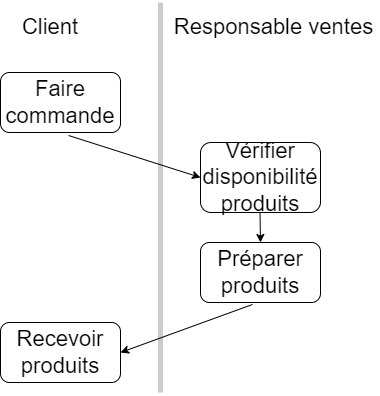 Client
Responsable ventes
Faire
commande
Vérifier
disponibilité
produits
Préparer
produits
Recevoir
produits